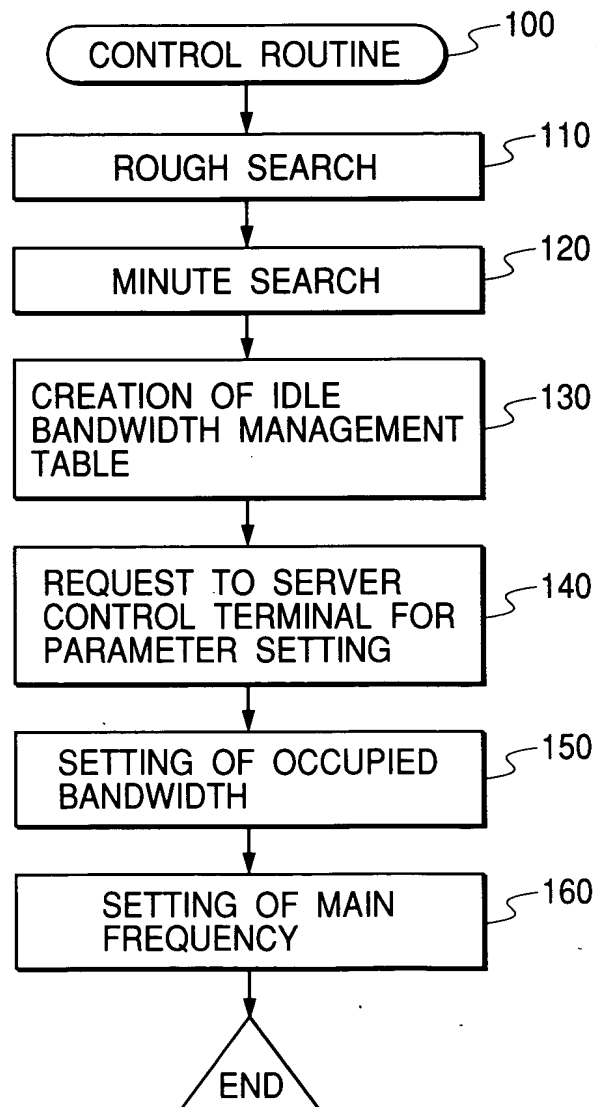 100
CONTROL ROUTINE
110
ROUGH SEARCH
120
MINUTE SEARCH
130
CREATION OF IDLE
BANDWIDTH MANAGEMENT
TABLE
140
REQUEST TO SERVER
CONTROL TERMINAL FOR
PARAMETER SETTING
150
SETTING OF OCCUPIED
BANDWIDTH
160
SETTING OF MAIN
FREQUENCY
END